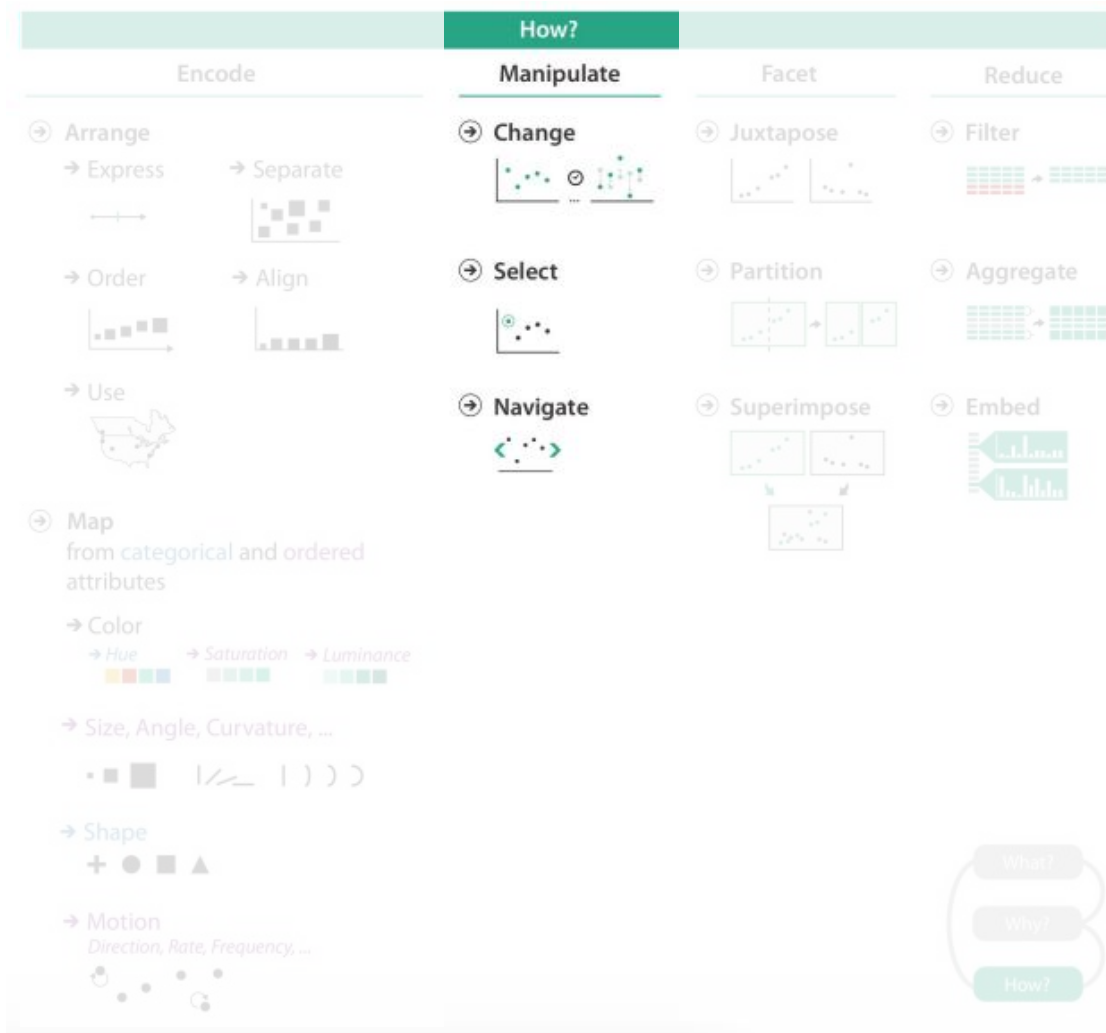 How?
Encode
Manipulate
Facet
Reduce
Arrange
Express
Separate
Order
Align
Use
Map
from categorical and ordered
attributes
Color
Hue
Saturation
Luminance
Size, Angle, Curvature, ...
Shape
Motion
Direction, Rate, Frequency, ...
Change
...
Select
Navigate
Juxtapose
Partition
Superimpose
Filter
Aggregate
Embed
What?
Why?
How?